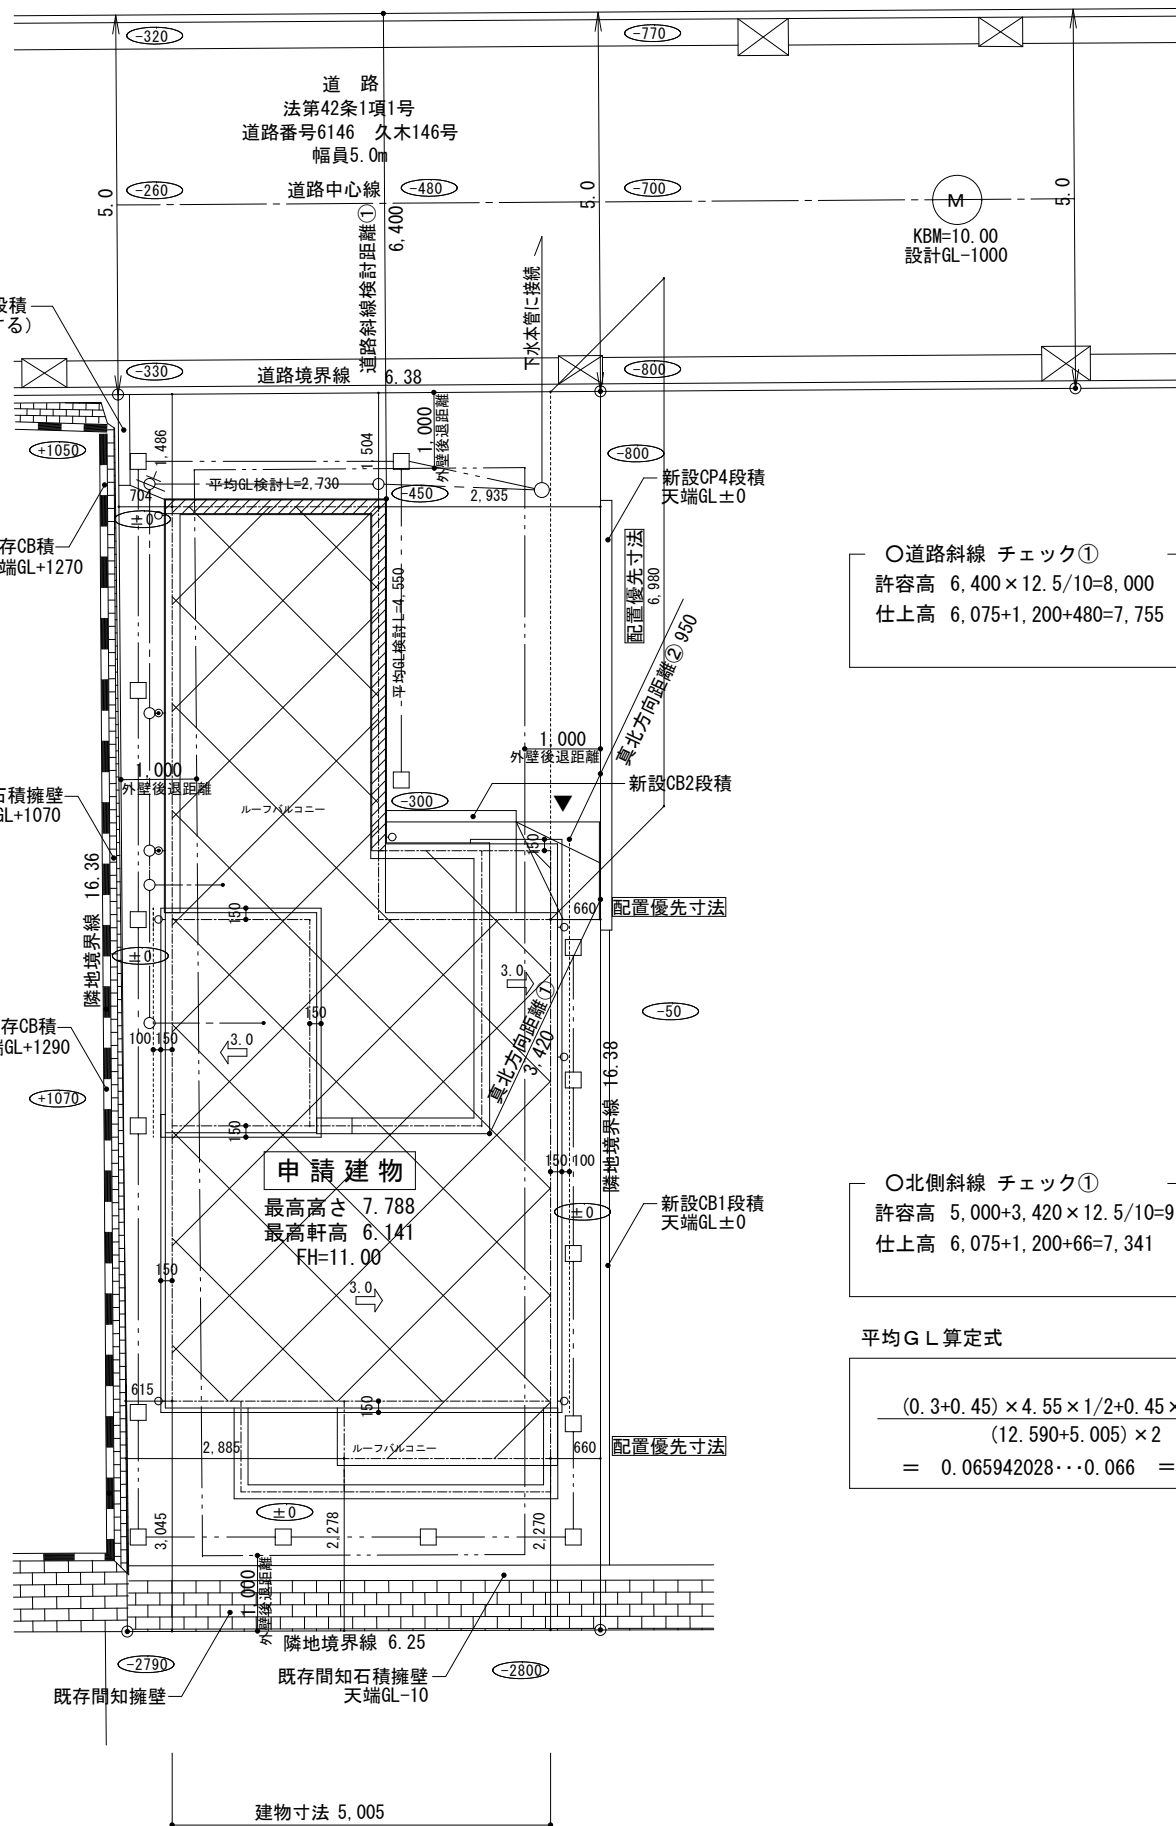 -320
-770
道　路
法第42条1項1号
道路番号6146　久木146号
幅員5.0m
5.0
-260
道路中心線
-480
5.0
-700
5.0
M
KBM=10.00
設計GL-1000
道路斜線検討距離①
6,400
下水本管に接続
段積
する）
-330
道路境界線
6.38
-800
+1050
1,486
1,504
1,000
外壁後退距離
-800
平均GL検討L=2,730
704
-450
2,935
新設CP4段積
天端GL±0
±0
存CB積
端GL+1270
平均GL検討L=4,550
配置優先寸法
6,980
○道路斜線 チェック①
許容高 6,400×12.5/10=8,000
仕上高 6,075+1,200+480=7,755
真北方向距離② 950
1,000
外壁後退距離
1,000
外壁後退距離
新設CB2段積
石積擁壁
GL+1070
ルーフバルコニー
-300
150
隣地境界線 16.36
150
660
配置優先寸法
±0
3.0
-50
真北方向距離①
3,420
存CB積
端GL+1290
100
150
3.0
150
隣地境界線 16.38
+1070
150
申請建物
最高高さ 7.788
最高軒高 6.141
FH=11.00
150
100
新設CB1段積
天端GL±0
±0
○北側斜線 チェック①
許容高 5,000+3,420×12.5/10=9
仕上高 6,075+1,200+66=7,341
150
3.0
平均ＧＬ算定式
(0.3+0.45)×4.55×1/2+0.45×
(12.590+5.005)×2
= 0.065942028･･･0.066 =
615
150
2,885
ルーフバルコニー
660
配置優先寸法
±0
3,045
2,278
2,270
1,000
外壁後退距離
隣地境界線 6.25
-2790
既存間知擁壁
既存間知石積擁壁
天端GL-10
-2800
建物寸法 5,005